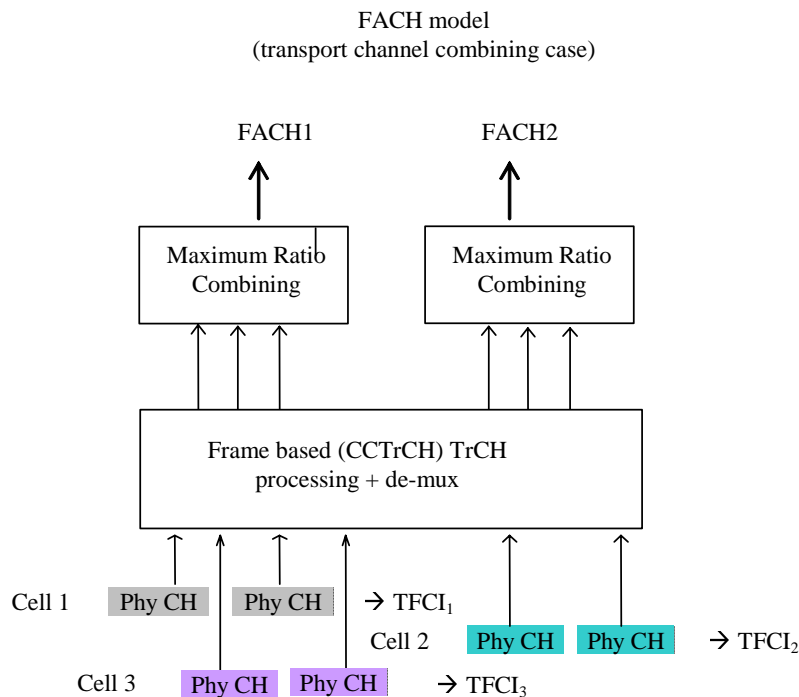 FACH model
(transport channel combining case)
FACH1
FACH2
Maximum Ratio
Combining
Maximum Ratio
Combining
Frame based (CCTrCH) TrCH
processing + de-mux
Cell 1 Phy CH Phy CH → TFCI₁
Cell 2 Phy CH Phy CH → TFCI₂
Cell 3 Phy CH Phy CH → TFCI₃